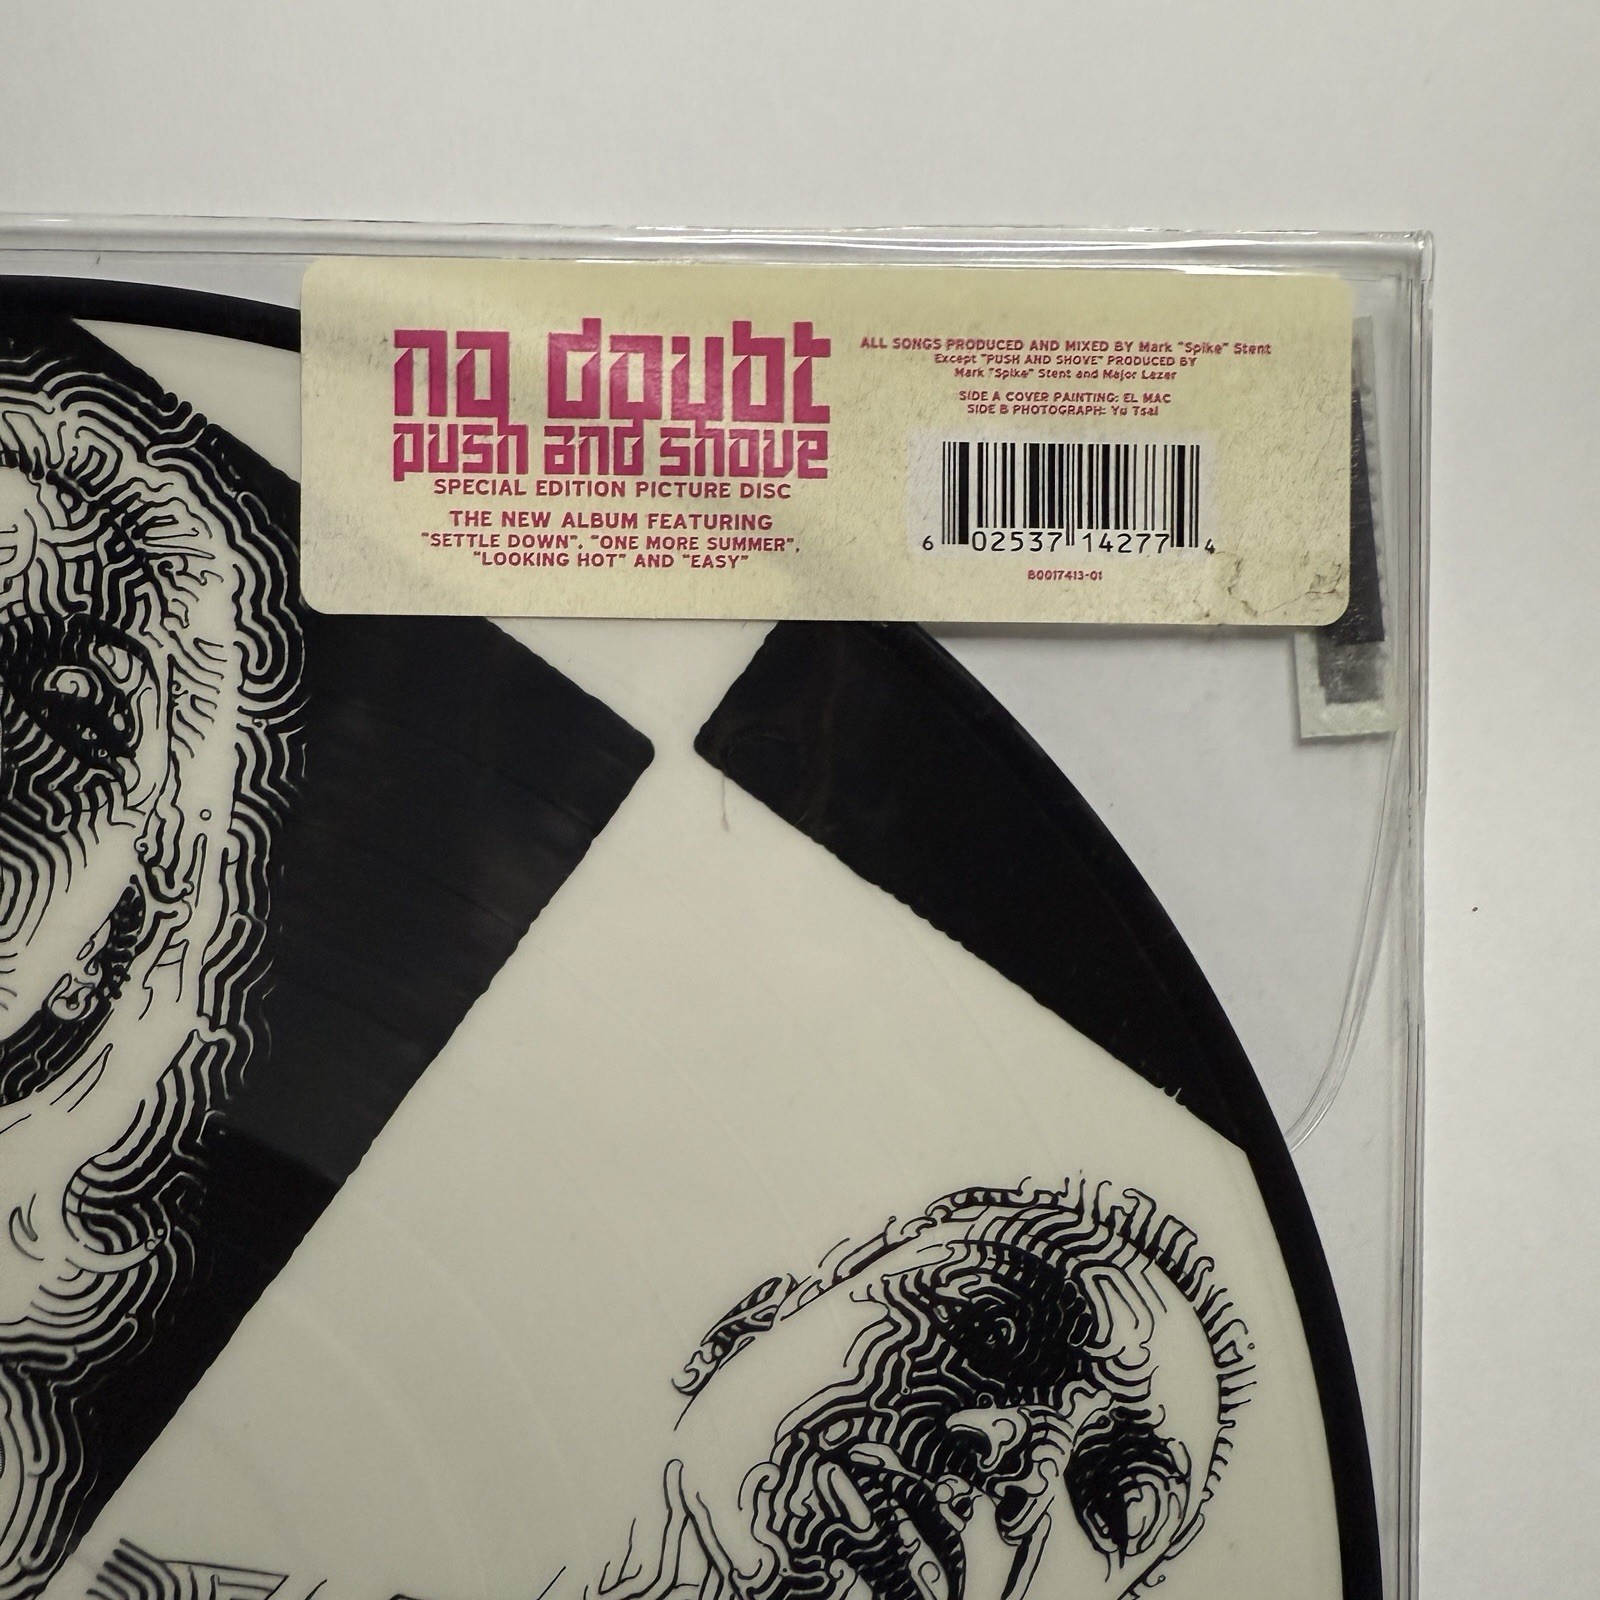 no doubt
push and shove
SPECIAL EDITION PICTURE DISC
THE NEW ALBUM FEATURING
"SETTLE DOWN", "ONE MORE SUMMER",
"LOOKING HOT" AND "EASY"
ALL SONGS PRODUCED AND MIXED BY Mark "Spike" Stent
Except "PUSH AND SHOVE" PRODUCED BY
Mark "Spike" Stent and Major Lazer
SIDE A COVER PAINTING: EL MAC
SIDE B PHOTOGRAPH: Yu Tsai
6 02537 14277 4
B0017413-01